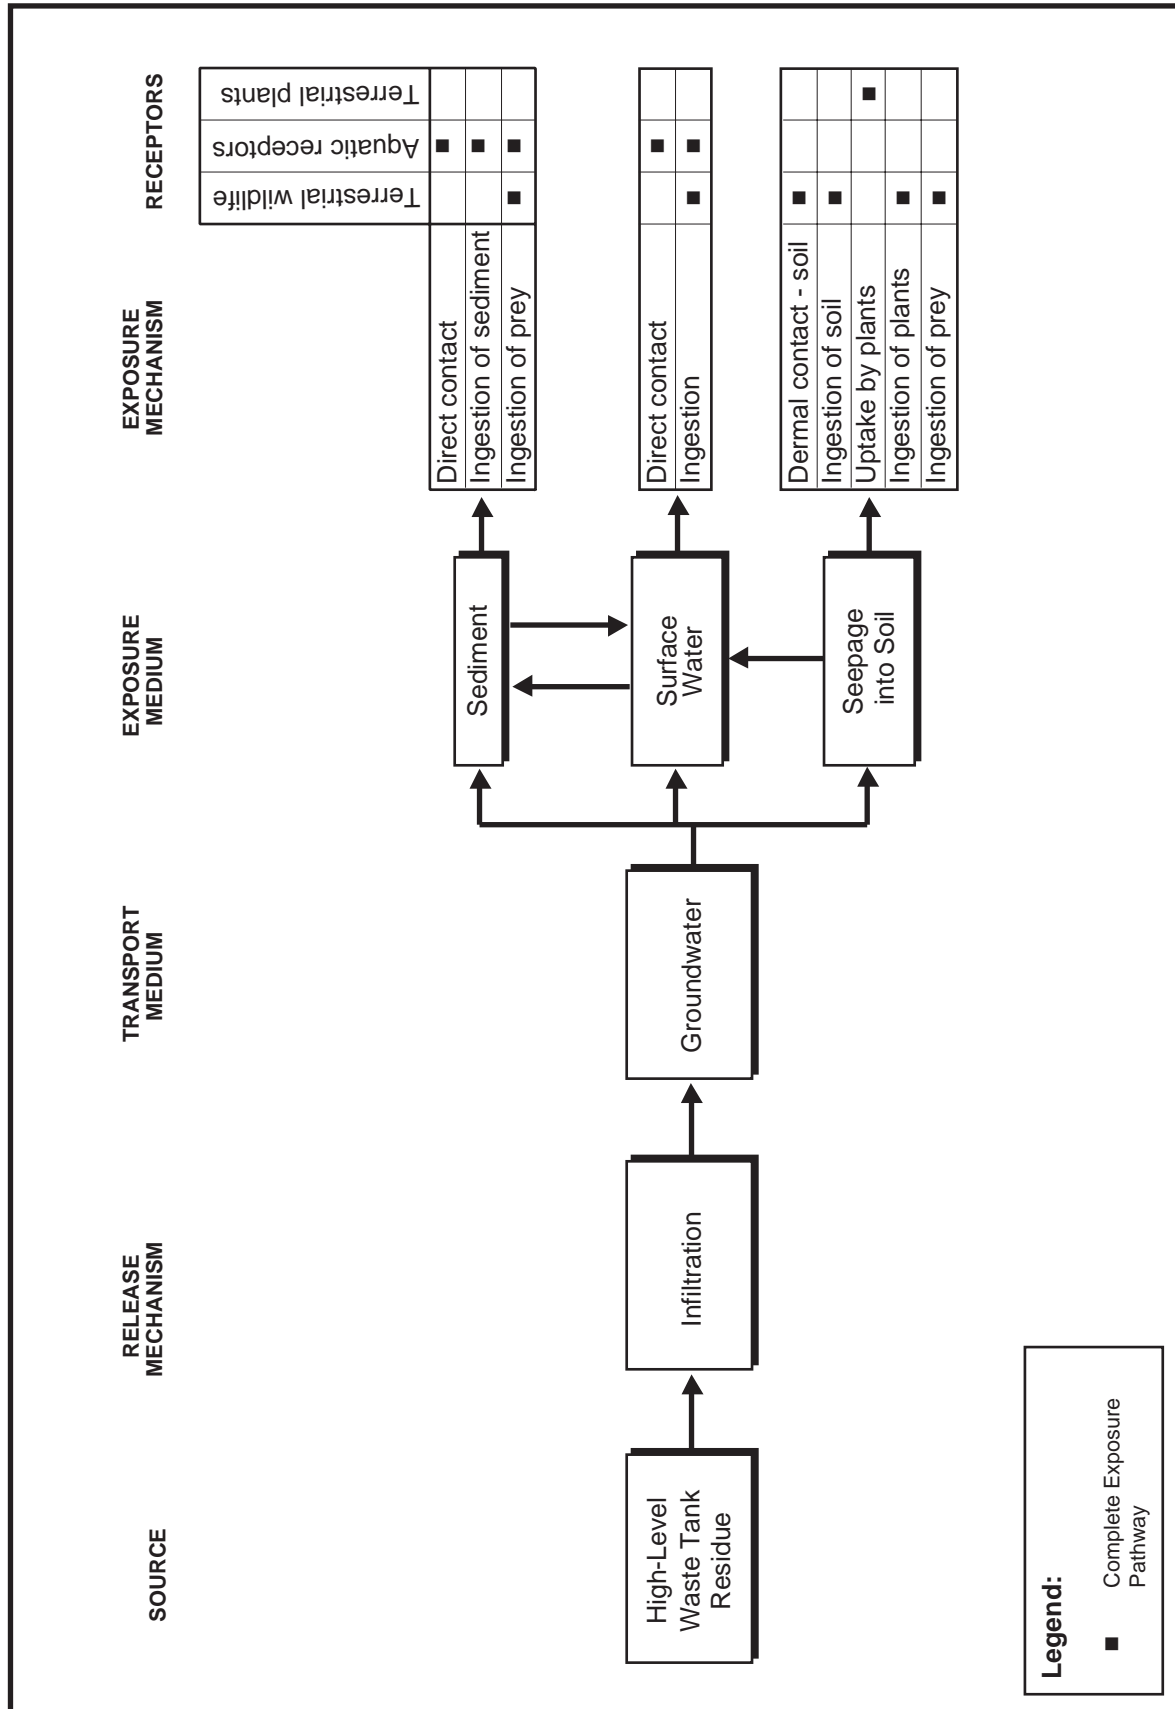 SOURCE
RELEASE
MECHANISM
TRANSPORT
MEDIUM
EXPOSURE
MEDIUM
EXPOSURE
MECHANISM
RECEPTORS
Terrestrial wildlife
Aquatic receptors
Terrestrial plants
High-Level
Waste Tank
Residue
Infiltration
Groundwater
Sediment
Surface
Water
Seepage
into Soil
Direct contact
Ingestion of sediment
Ingestion of prey
Direct contact
Ingestion
Dermal contact - soil
Ingestion of soil
Uptake by plants
Ingestion of plants
Ingestion of prey
Legend:
Complete Exposure
Pathway